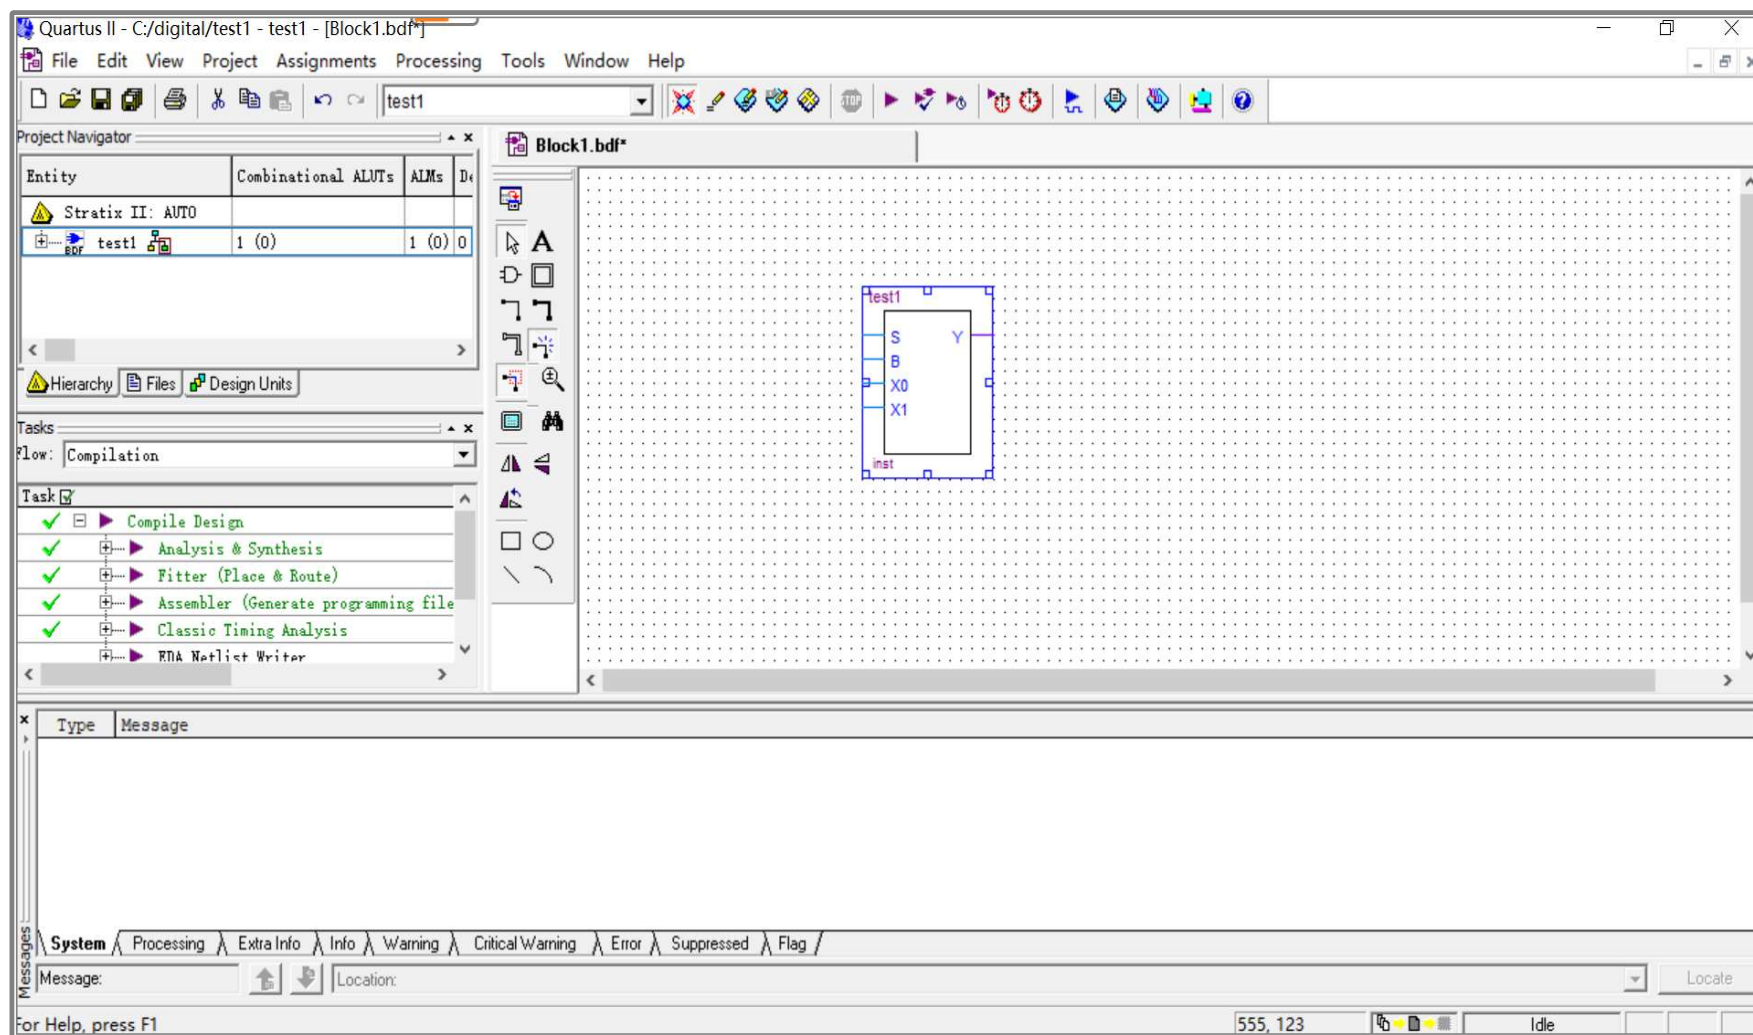 Quartus II - C:/digital/test1 - test1 - [Block1.bdf*]
File Edit View Project Assignments Processing Tools Window Help
test1
STOP
Project Navigator
Block1.bdf*
Entity Combinational ALUTs ALMs De
Stratix II: AUTO
BDF test1 1 (0) 1 (0) 0
A
test1
S Y
B
X0
X1
inst
Hierarchy Files Design Units
Tasks
Flow: Compilation
Task
Compile Design
Analysis & Synthesis
Fitter (Place & Route)
Assembler (Generate programming file
Classic Timing Analysis
EDA Netlist Writer
Type Message
System Processing Extra Info Info Warning Critical Warning Error Suppressed Flag
Messages
Message: Location: Locate
For Help, press F1 555, 123 Idle